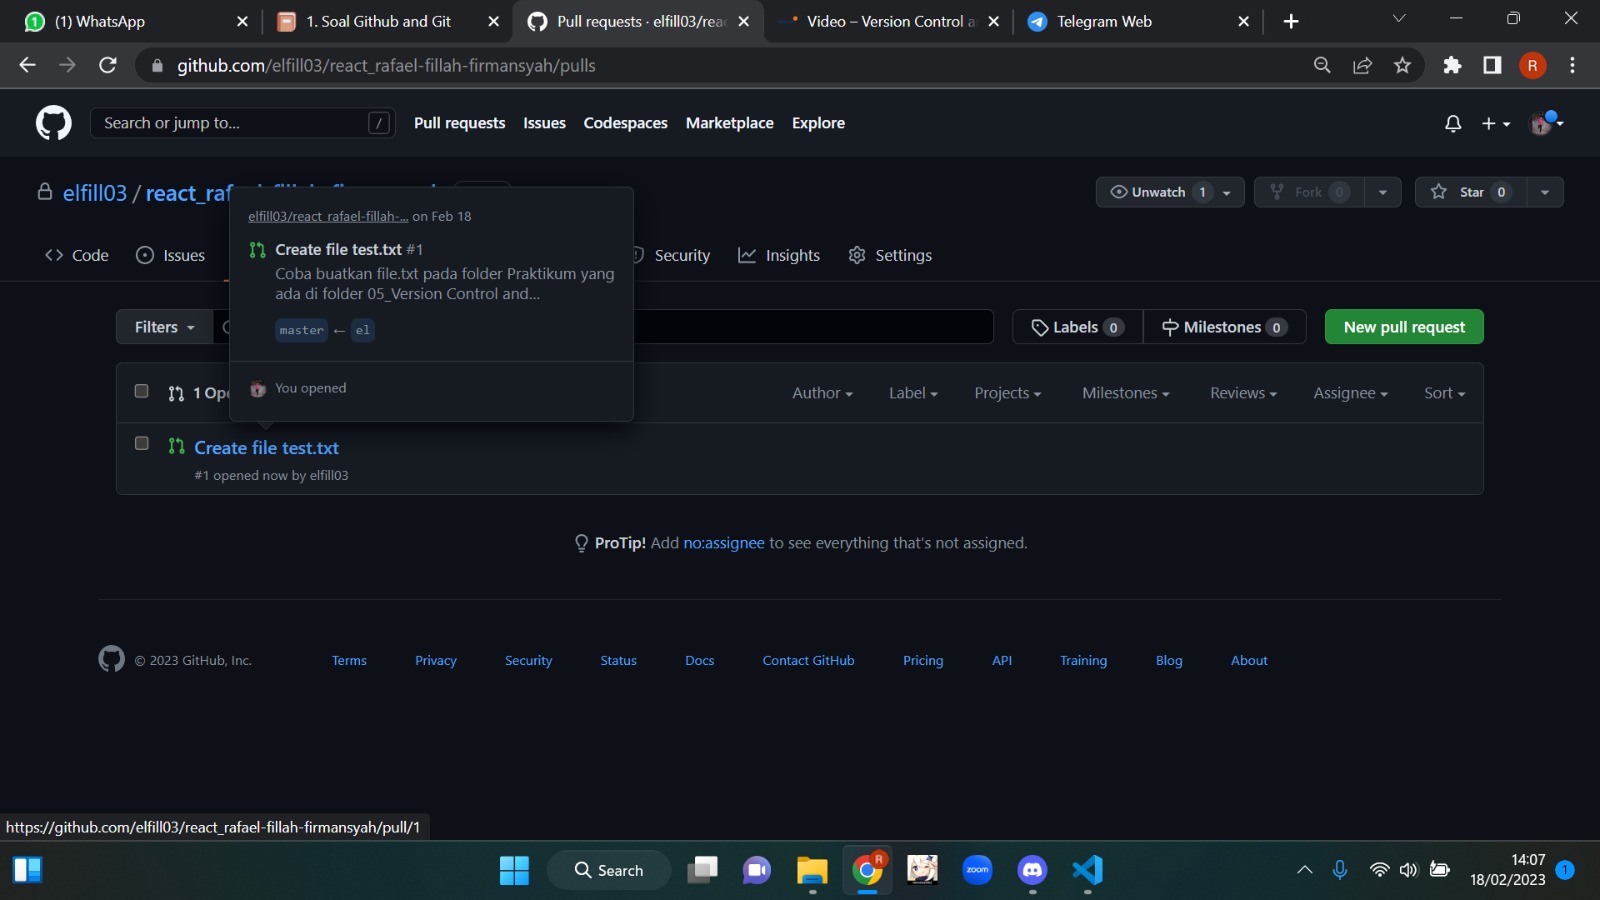 (1) WhatsApp
1. Soal Github and Git
Pull requests · elfill03/rea
Video – Version Control a
Telegram Web
github.com/elfill03/react_rafael-fillah-firmansyah/pulls
R
Search or jump to...
/
Pull requests
Issues
Codespaces
Marketplace
Explore
elfill03 / react_raf
Unwatch 1
Fork 0
Star 0
elfill03/react_rafael-fillah-... on Feb 18
Create file test.txt #1
Coba buatkan file.txt pada folder Praktikum yang
ada di folder 05_Version Control and...
master ← el
You opened
Code
Issues
Security
Insights
Settings
Filters
Labels 0
Milestones 0
New pull request
1 Ope
Author
Label
Projects
Milestones
Reviews
Assignee
Sort
Create file test.txt
#1 opened now by elfill03
ProTip! Add no:assignee to see everything that's not assigned.
© 2023 GitHub, Inc.
Terms
Privacy
Security
Status
Docs
Contact GitHub
Pricing
API
Training
Blog
About
https://github.com/elfill03/react_rafael-fillah-firmansyah/pull/1
Search
R
zoom
14:07
18/02/2023
1